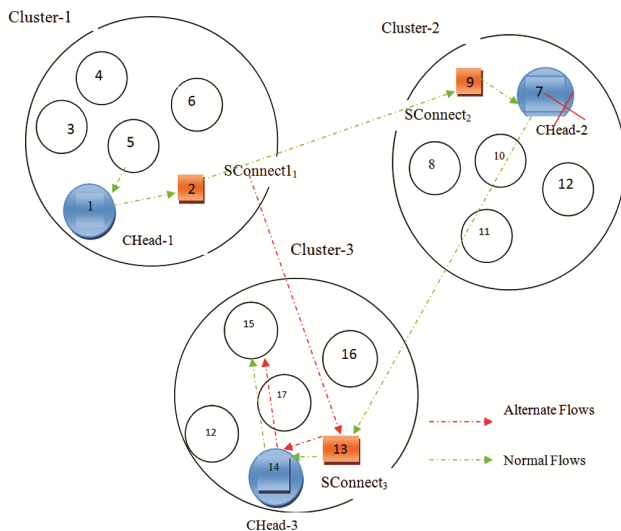 Cluster-1
4
3
5
6
1
2
SConnect1₁
CHead-1
Cluster-2
9
7
SConnect₂
CHead-2
8
10
12
11
Cluster-3
15
16
17
12
13
14
SConnect₃
CHead-3
Alternate Flows
Normal Flows